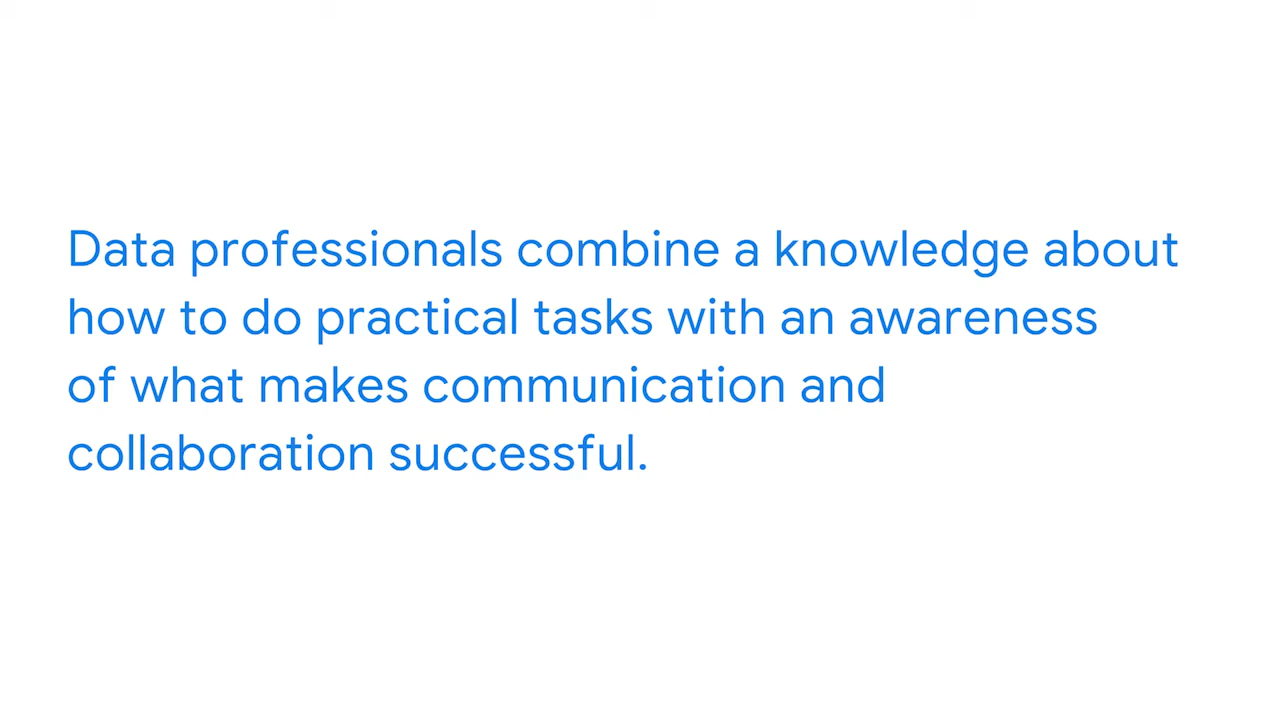 Data professionals combine a knowledge about
how to do practical tasks with an awareness
of what makes communication and
collaboration successful.